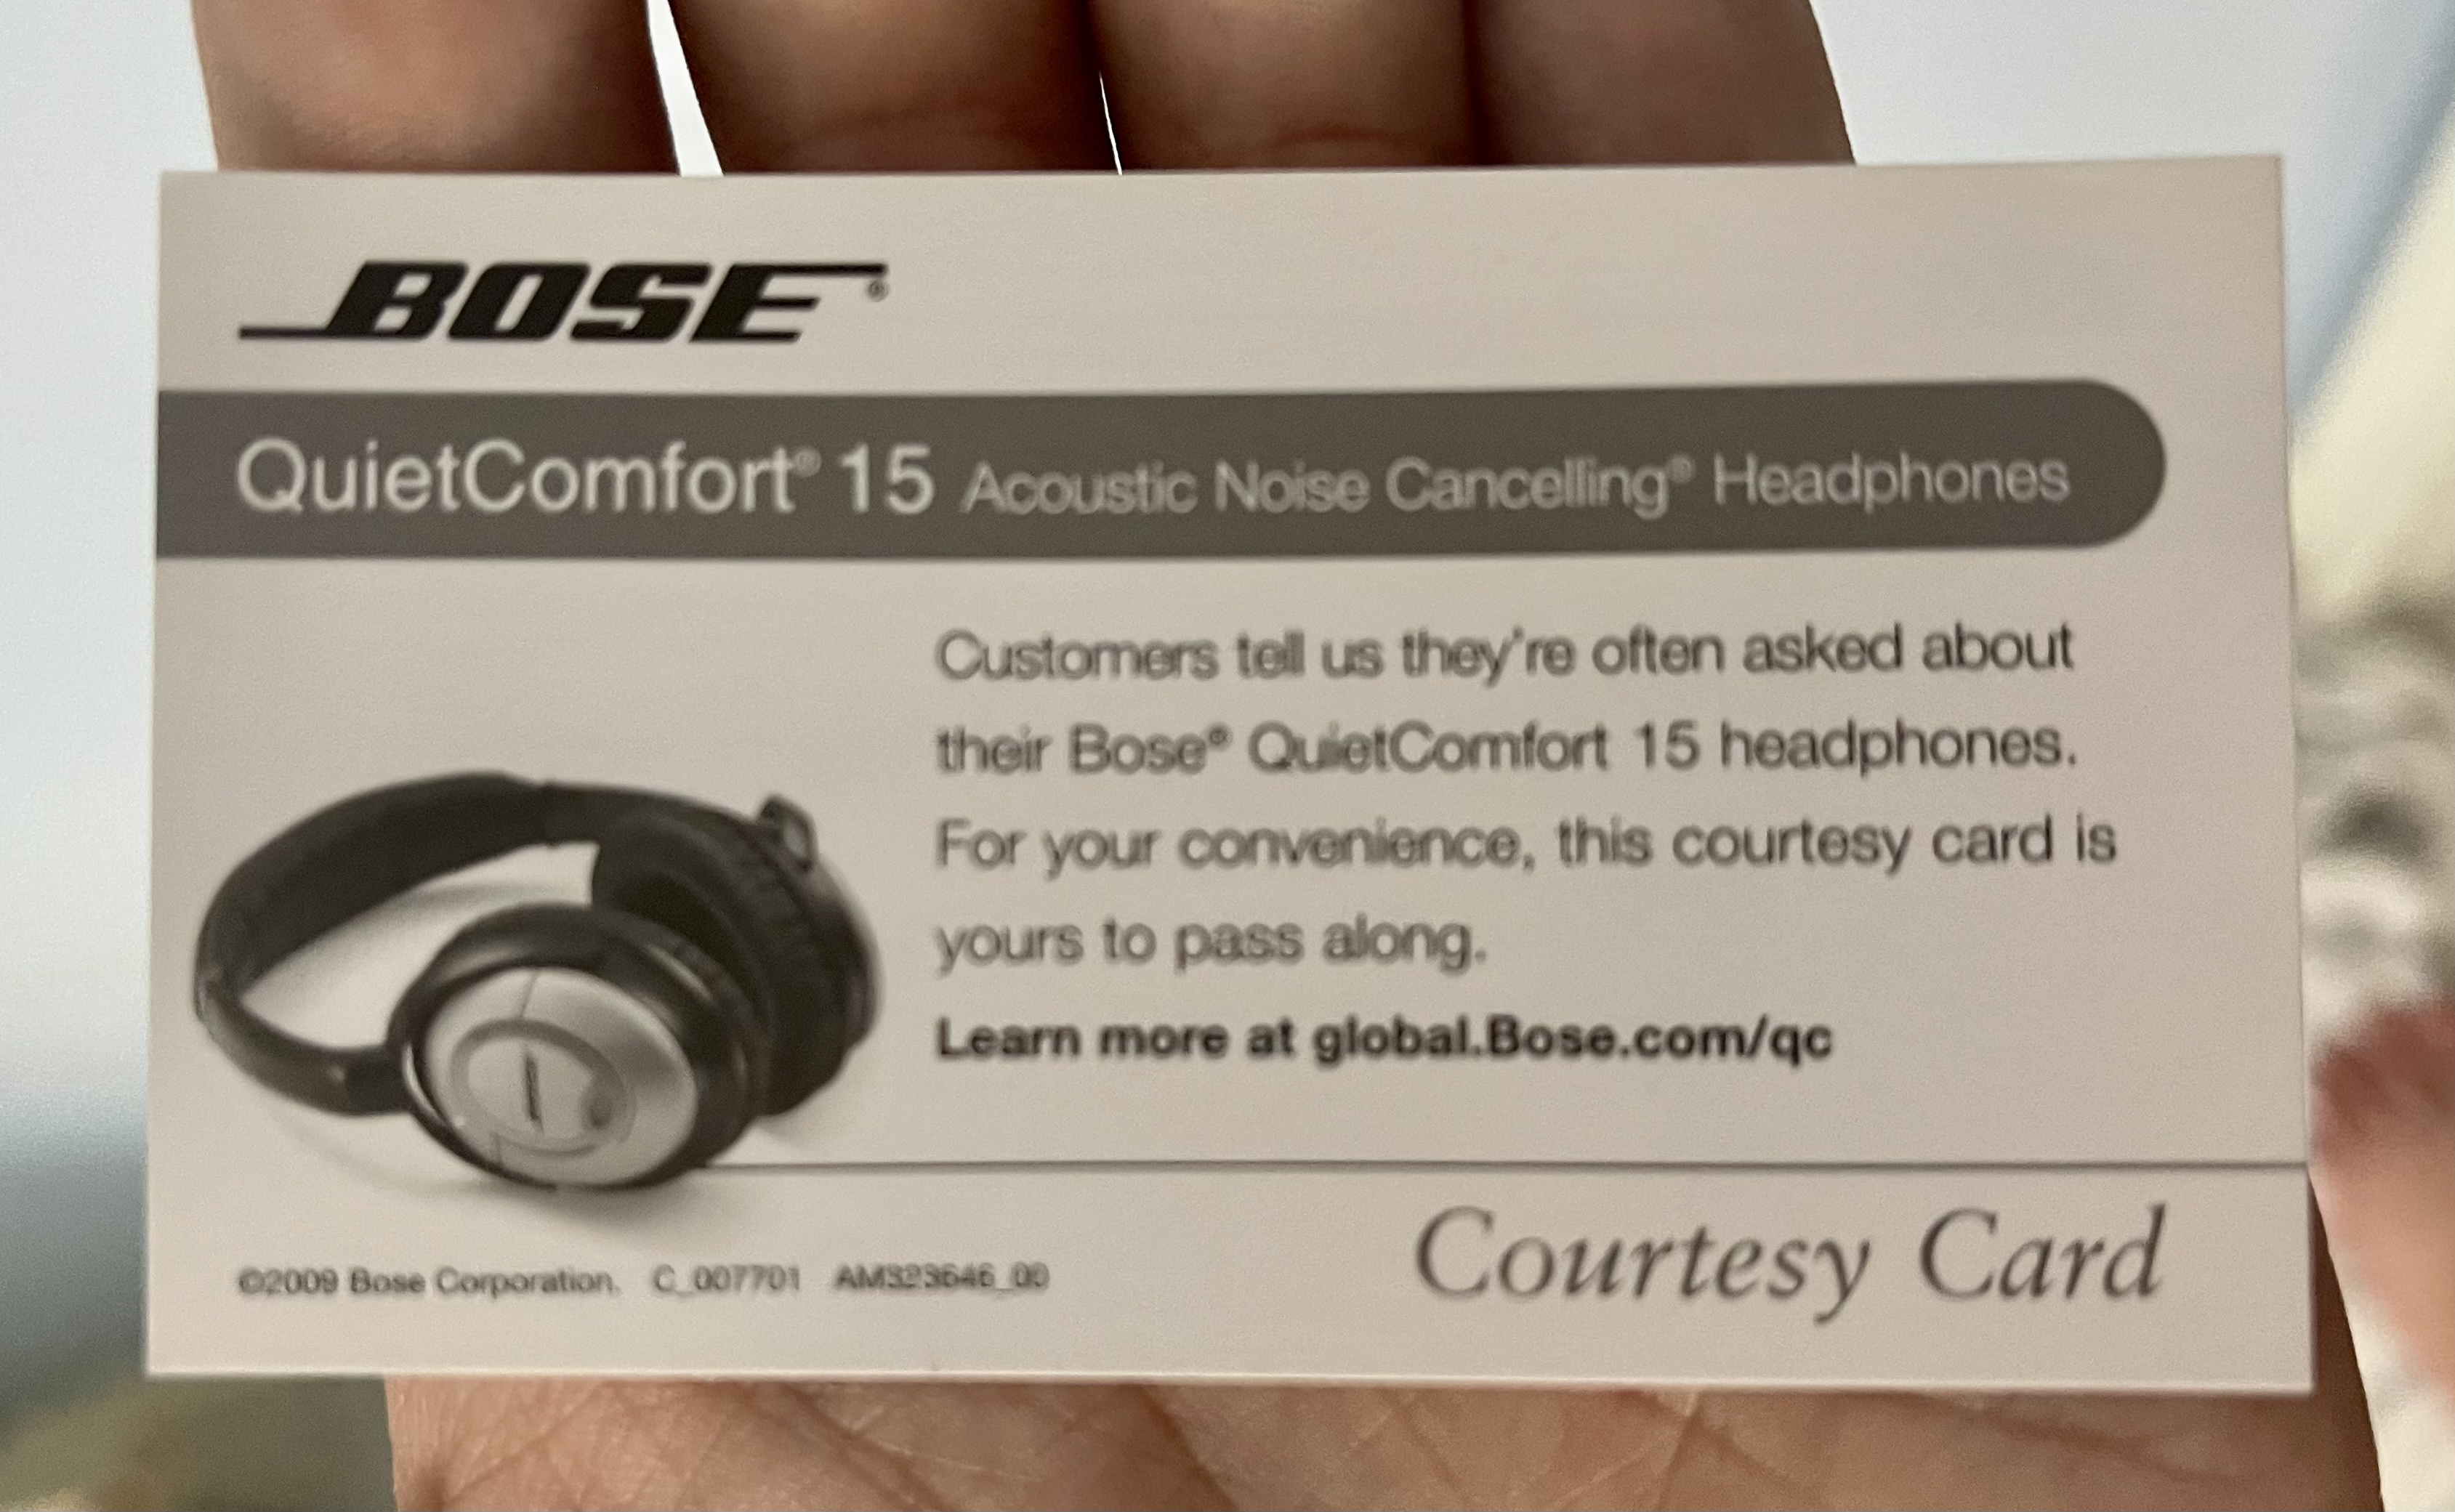 BOSE®
QuietComfort® 15 Acoustic Noise Cancelling® Headphones
Customers tell us they're often asked about
their Bose® QuietComfort 15 headphones.
For your convenience, this courtesy card is
yours to pass along.
Learn more at global.Bose.com/qc
Courtesy Card
©2009 Bose Corporation. C_007701 AM323646_00